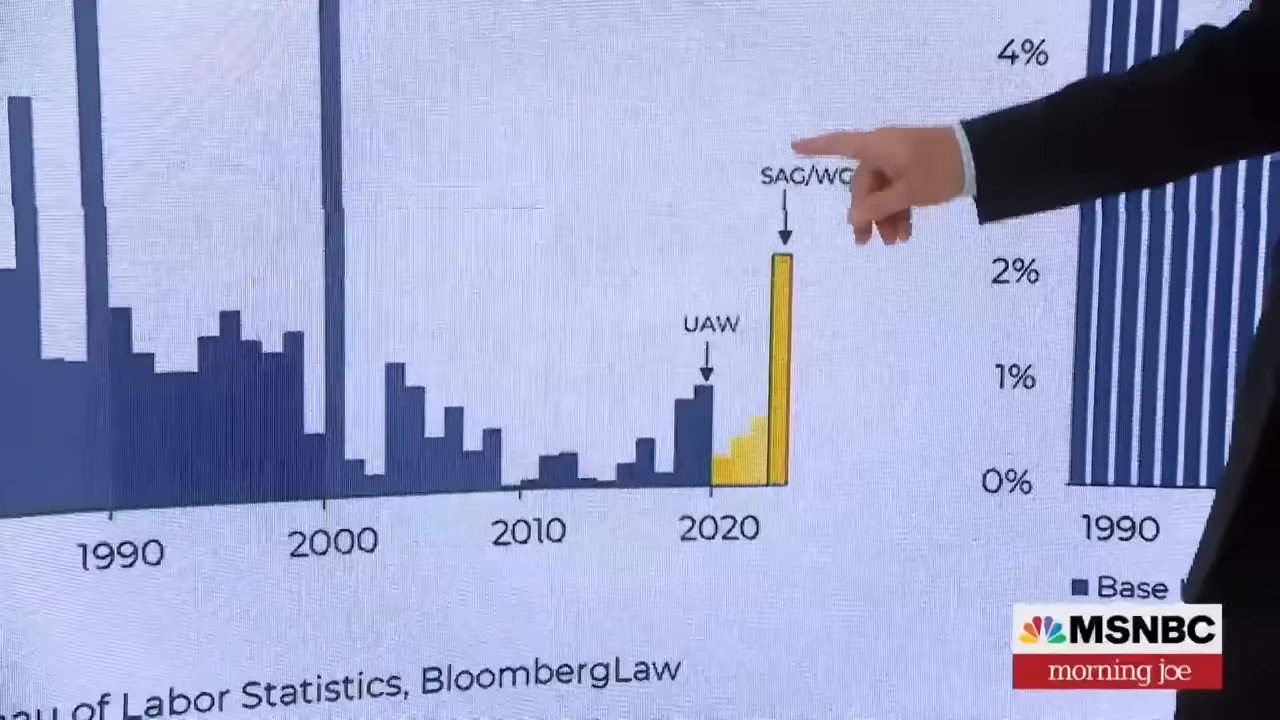 4%
SAG/WG
2%
UAW
1%
0%
1990
2000
2010
2020
1990
Base
of Labor Statistics, BloombergLaw
MSNBC
morning joe